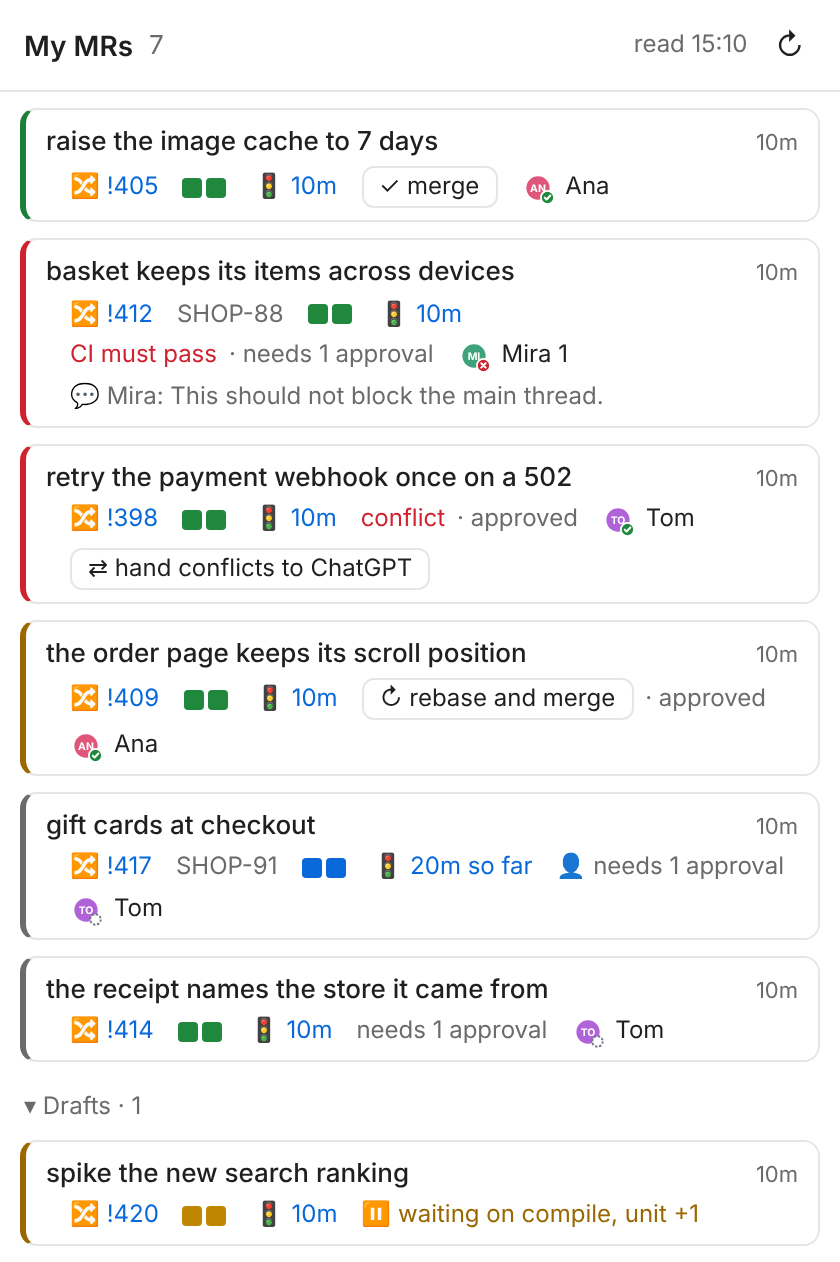 My MRs 7 read 15:10
raise the image cache to 7 days 10m
!405 10m ✓ merge AN Ana
basket keeps its items across devices 10m
!412 SHOP-88 10m
CI must pass · needs 1 approval MI Mira 1
Mira: This should not block the main thread.
retry the payment webhook once on a 502 10m
!398 10m conflict · approved TO Tom
⇄ hand conflicts to ChatGPT
the order page keeps its scroll position 10m
!409 10m ↻ rebase and merge · approved
AN Ana
gift cards at checkout 10m
!417 SHOP-91 20m so far needs 1 approval
TO Tom
the receipt names the store it came from 10m
!414 10m needs 1 approval TO Tom
▾ Drafts · 1
spike the new search ranking 10m
!420 10m waiting on compile, unit +1